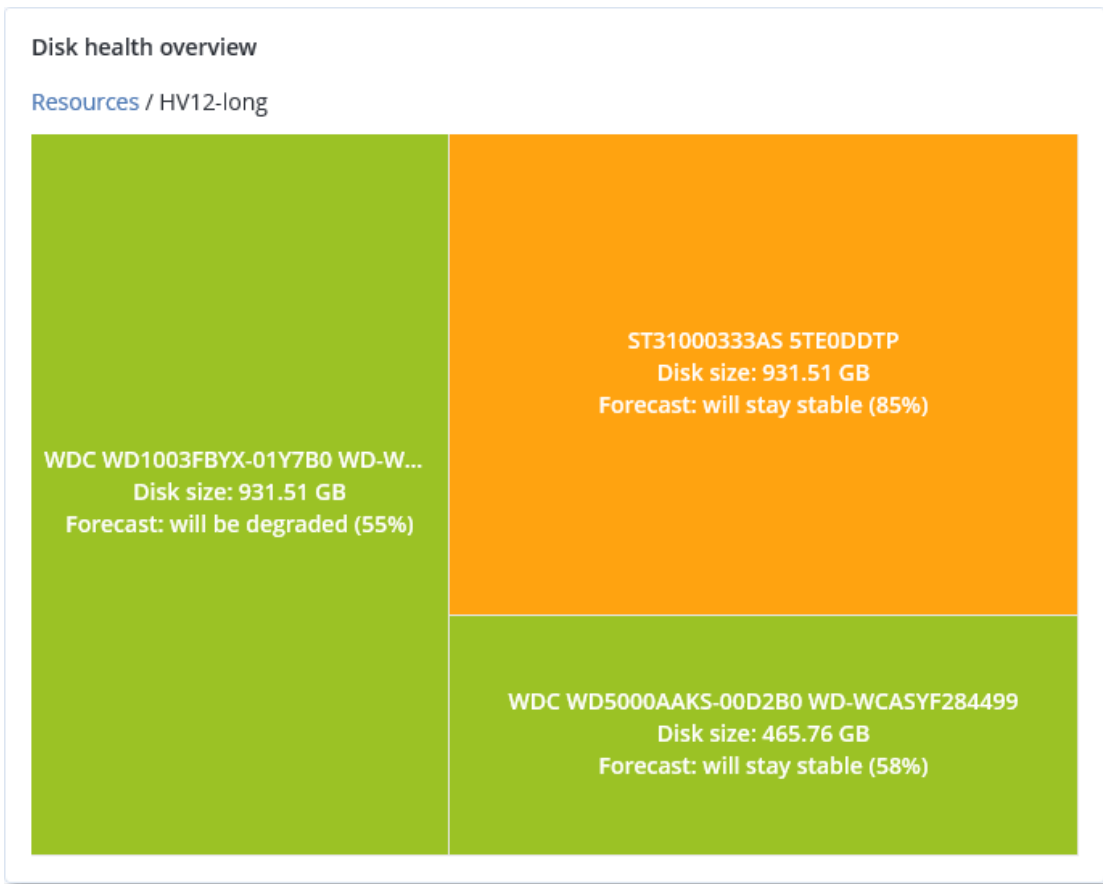 Disk health overview
Resources / HV12-long
WDC WD1003FBYX-01Y7B0 WD-W...
Disk size: 931.51 GB
Forecast: will be degraded (55%)
ST31000333AS 5TE0DDTP
Disk size: 931.51 GB
Forecast: will stay stable (85%)
WDC WD5000AAKS-00D2B0 WD-WCASYF284499
Disk size: 465.76 GB
Forecast: will stay stable (58%)